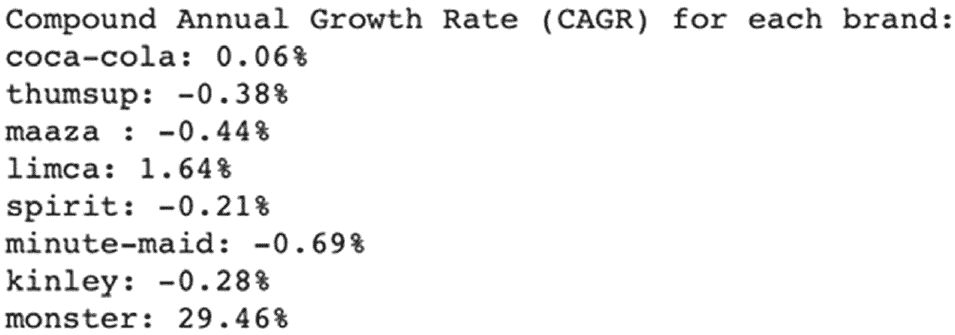 Compound Annual Growth Rate (CAGR) for each brand:
coca-cola: 0.06%
thumsup: -0.38%
maaza : -0.44%
limca: 1.64%
spirit: -0.21%
minute-maid: -0.69%
kinley: -0.28%
monster: 29.46%